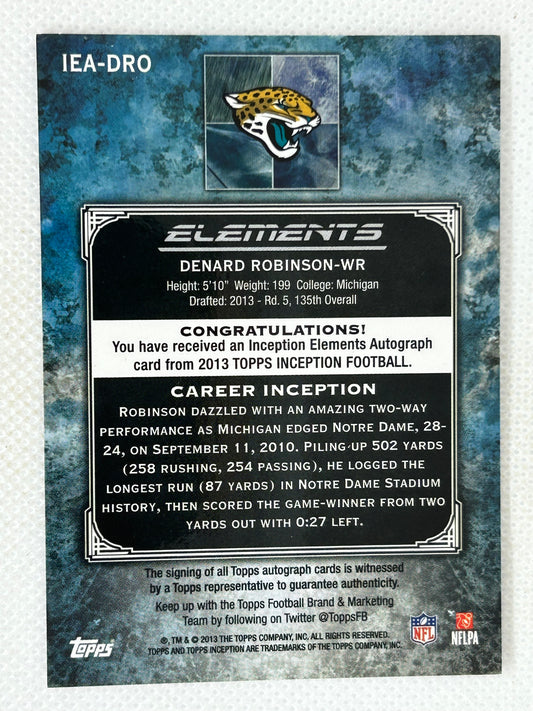 IEA-DRO
ELEMENTS
DENARD ROBINSON-WR
Height: 5'10" Weight: 199 College: Michigan
Drafted: 2013 - Rd. 5, 135th Overall
CONGRATULATIONS!
You have received an Inception Elements Autograph
card from 2013 TOPPS INCEPTION FOOTBALL.
CAREER INCEPTION
ROBINSON DAZZLED WITH AN AMAZING TWO-WAY
PERFORMANCE AS MICHIGAN EDGED NOTRE DAME, 28-
24, ON SEPTEMBER 11, 2010. PILING UP 502 YARDS
(258 RUSHING, 254 PASSING), HE LOGGED THE
LONGEST RUN (87 YARDS) IN NOTRE DAME STADIUM
HISTORY, THEN SCORED THE GAME-WINNER FROM TWO
YARDS OUT WITH 0:27 LEFT.
The signing of all Topps autograph cards is witnessed
by a Topps representative to guarantee authenticity.
Keep up with the Topps Football Brand & Marketing
Team by following on Twitter @ToppsFB
®, TM & © 2013 THE TOPPS COMPANY, INC. ALL RIGHTS RESERVED.
TOPPS AND TOPPS INCEPTION ARE TRADEMARKS OF THE TOPPS COMPANY, INC.
Topps
NFL
NFLPA